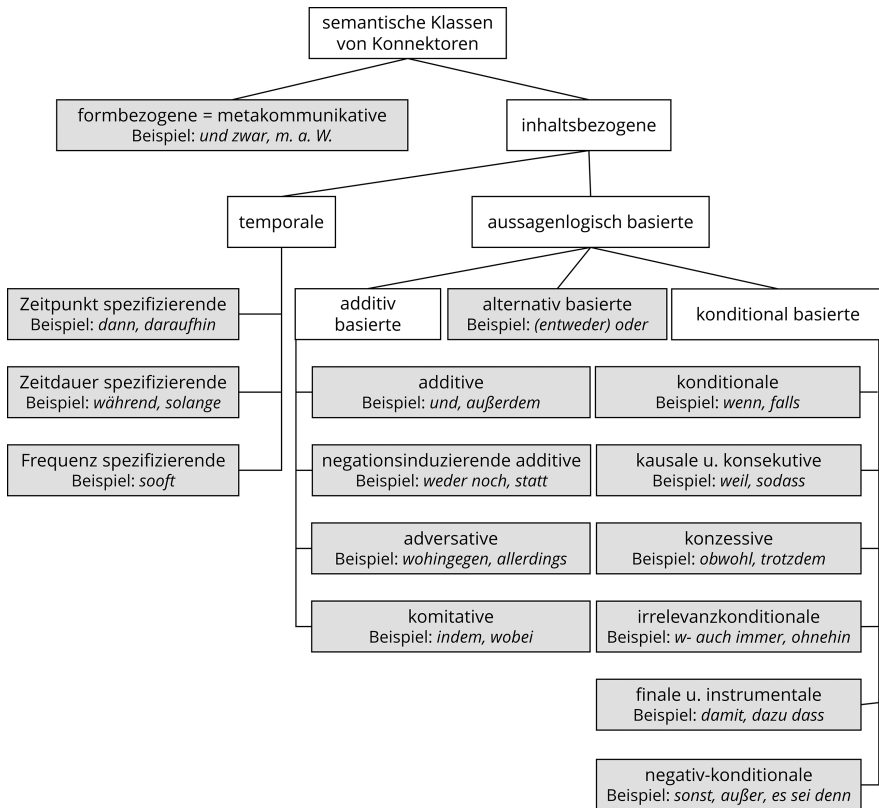 semantische Klassen
von Konnektoren
formbezogene = metakommunikative
Beispiel: und zwar, m. a. W.
inhaltsbezogene
temporale
aussagenlogisch basierte
Zeitpunkt spezifizierende
Beispiel: dann, daraufhin
Zeitdauer spezifizierende
Beispiel: während, solange
Frequenz spezifizierende
Beispiel: sooft
additiv
basierte
alternativ basierte
Beispiel: (entweder) oder
konditional basierte
additive
Beispiel: und, außerdem
negationsinduzierende additive
Beispiel: weder noch, statt
adversative
Beispiel: wohingegen, allerdings
komitative
Beispiel: indem, wobei
konditionale
Beispiel: wenn, falls
kausale u. konsekutive
Beispiel: weil, sodass
konzessive
Beispiel: obwohl, trotzdem
irrelevanzkonditionale
Beispiel: w- auch immer, ohnehin
finale u. instrumentale
Beispiel: damit, dazu dass
negativ-konditionale
Beispiel: sonst, außer, es sei denn